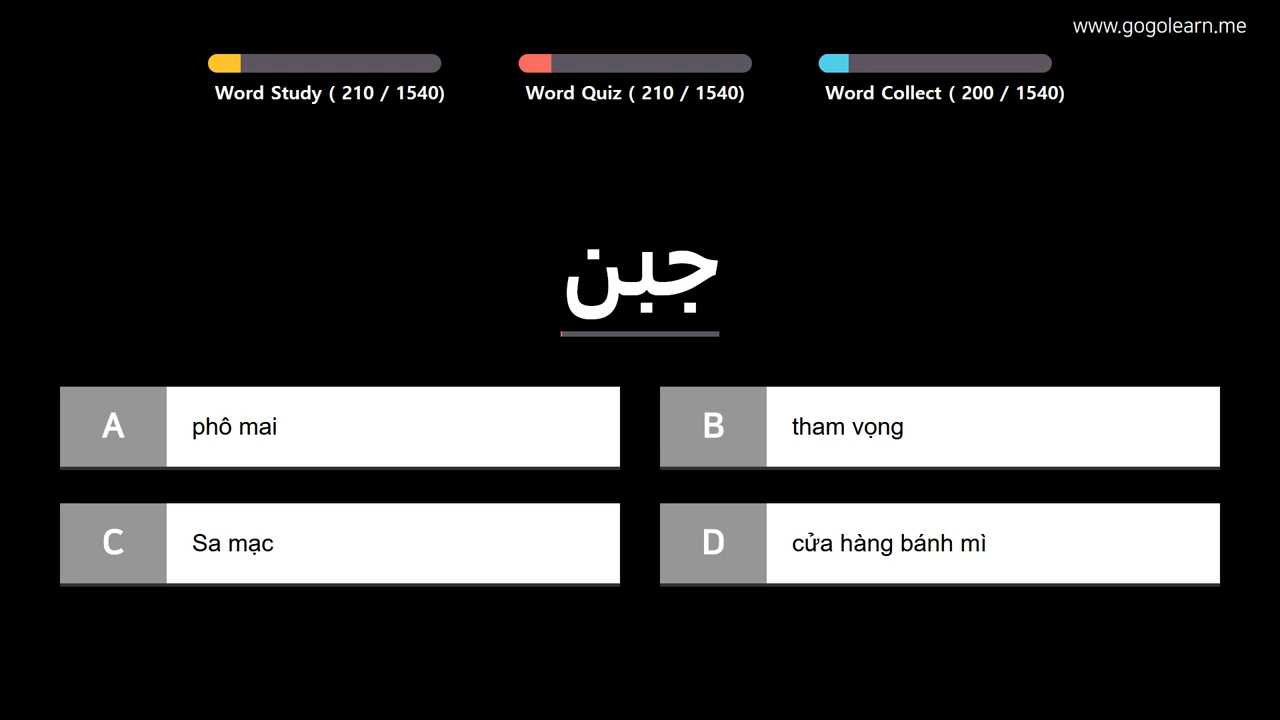 www.gogolearn.me
Word Study ( 210 / 1540)
Word Quiz ( 210 / 1540)
Word Collect ( 200 / 1540)
جبن
A phô mai
B tham vọng
C Sa mạc
D cửa hàng bánh mì